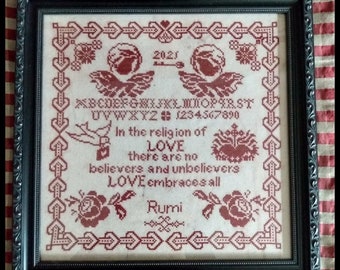 2021
ABCDEFGHIJKLMNOPQRST
UVWXYZ 1234567890
In the religion of
LOVE
there are no
believers and unbelievers
LOVE embraces all
Rumi